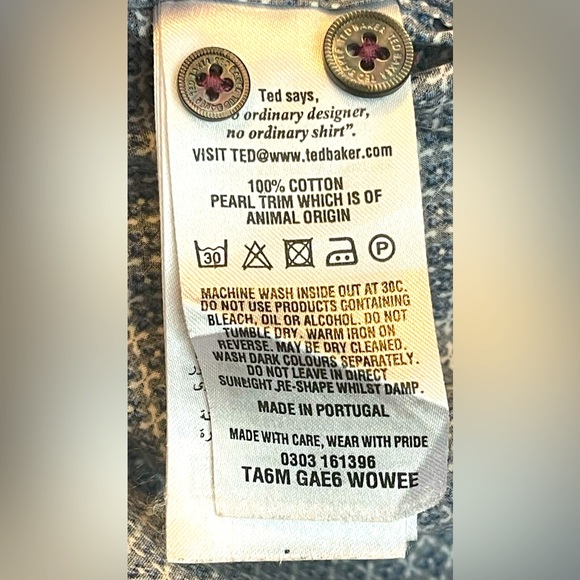 TED BAKER
TED BAKER
Ted says,
ordinary designer,
no ordinary shirt”.
VISIT TED@www.tedbaker.com
100% COTTON
PEARL TRIM WHICH IS OF
ANIMAL ORIGIN
30
P
MACHINE WASH INSIDE OUT AT 30C.
DO NOT USE PRODUCTS CONTAINING
BLEACH, OIL OR ALCOHOL. DO NOT
TUMBLE DRY. WARM IRON ON
REVERSE. MAY BE DRY CLEANED.
WASH DARK COLOURS SEPARATELY.
DO NOT LEAVE IN DIRECT
SUNLIGHT.RE-SHAPE WHILST DAMP.
MADE IN PORTUGAL
MADE WITH CARE, WEAR WITH PRIDE
0303 161396
TA6M GAE6 WOWEE